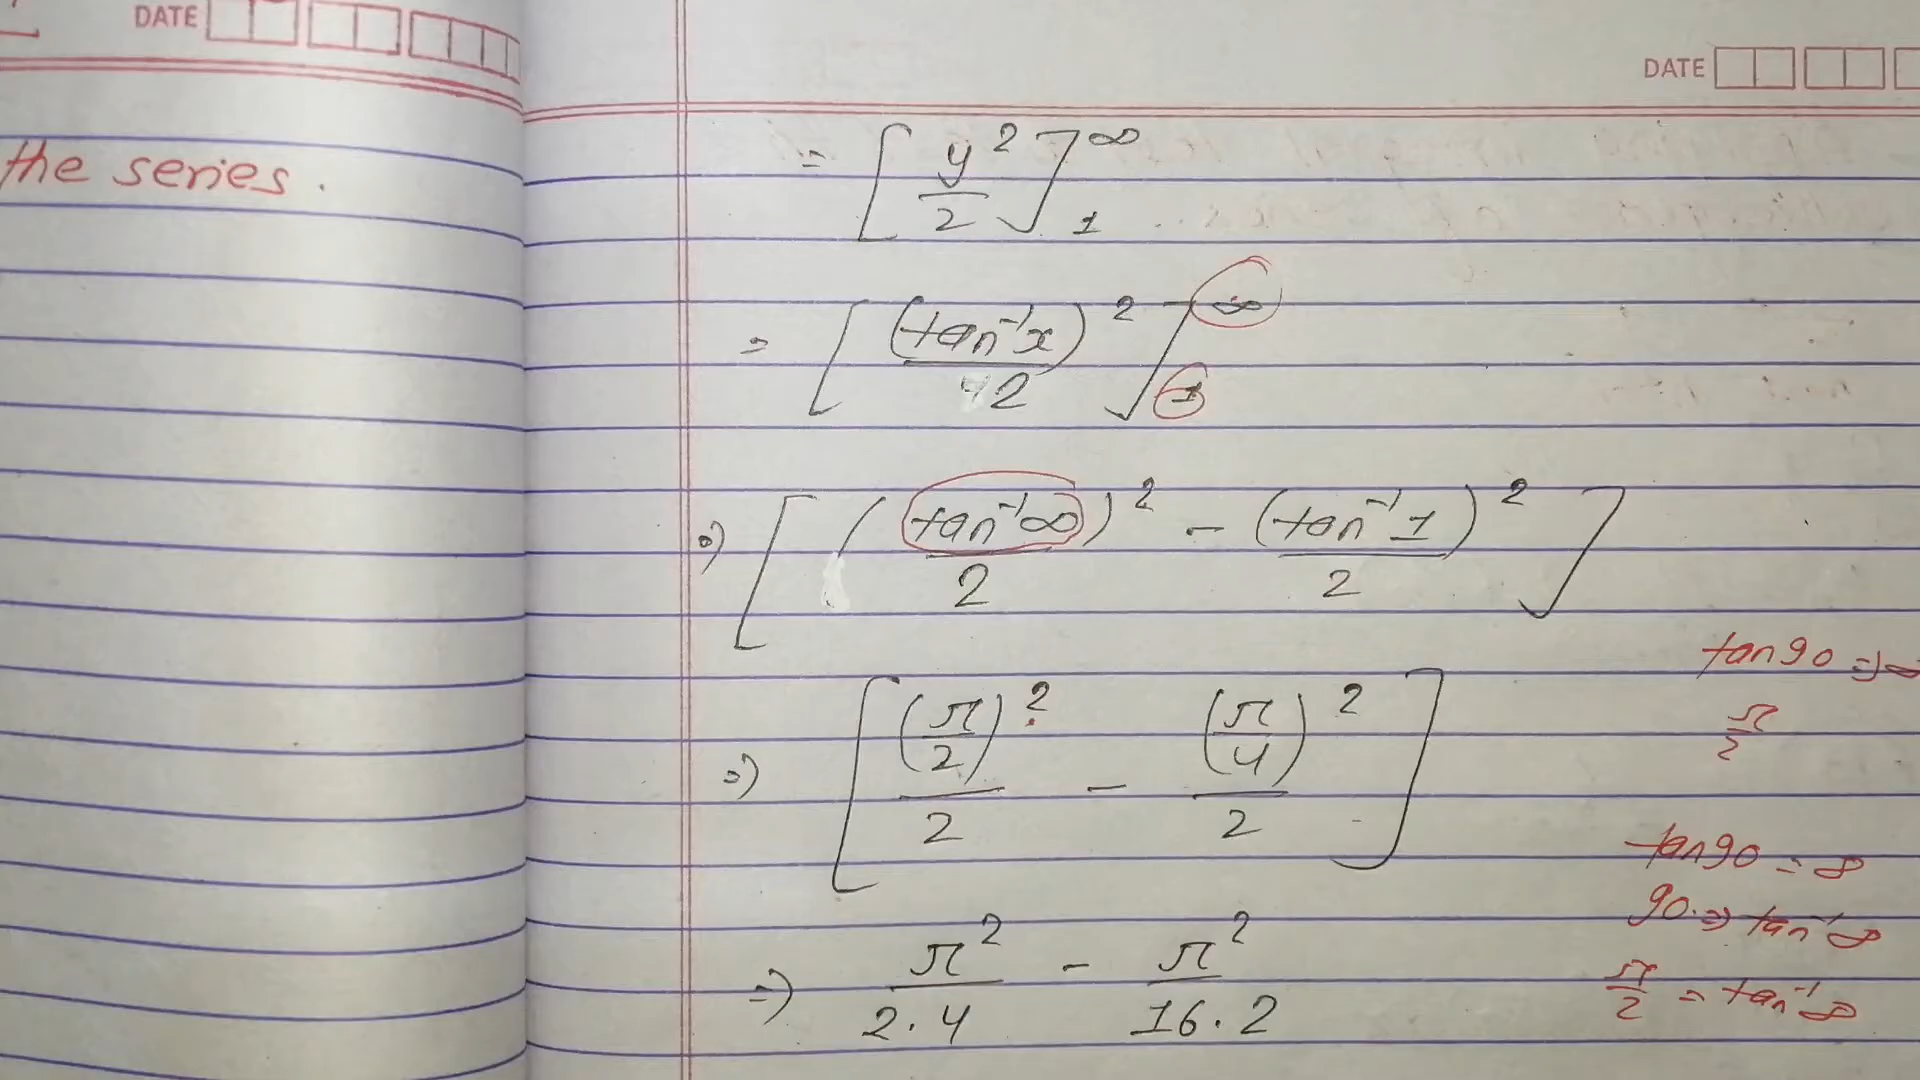 DATE
the series.
DATE
= [y²/2]₁^∞
= [(tan⁻¹x)²/2]₁^∞
⇒ [(tan⁻¹∞)²/2 - (tan⁻¹1)²/2]
tan90 ⇒ ∞
π/2
⇒ [(π/2)²/2 - (π/4)²/2]
tan90 = ∞
90 ⇒ tan⁻¹∞
π/2 = tan⁻¹∞
⇒ π²/2.4 - π²/16.2